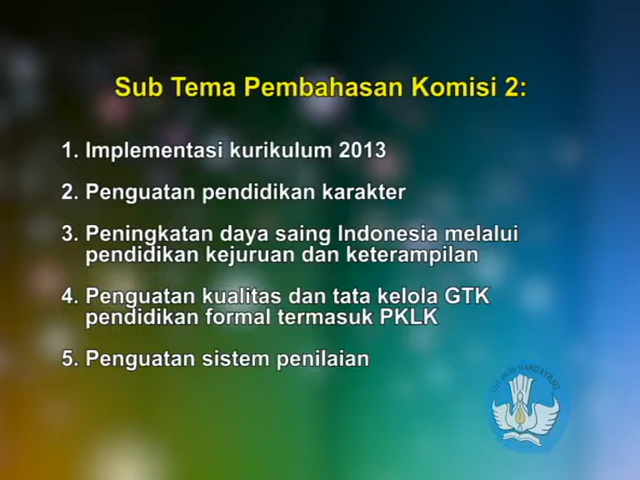 Sub Tema Pembahasan Komisi 2:
1. Implementasi kurikulum 2013
2. Penguatan pendidikan karakter
3. Peningkatan daya saing Indonesia melalui
pendidikan kejuruan dan keterampilan
4. Penguatan kualitas dan tata kelola GTK
pendidikan formal termasuk PKLK
5. Penguatan sistem penilaian
HANDAYANI